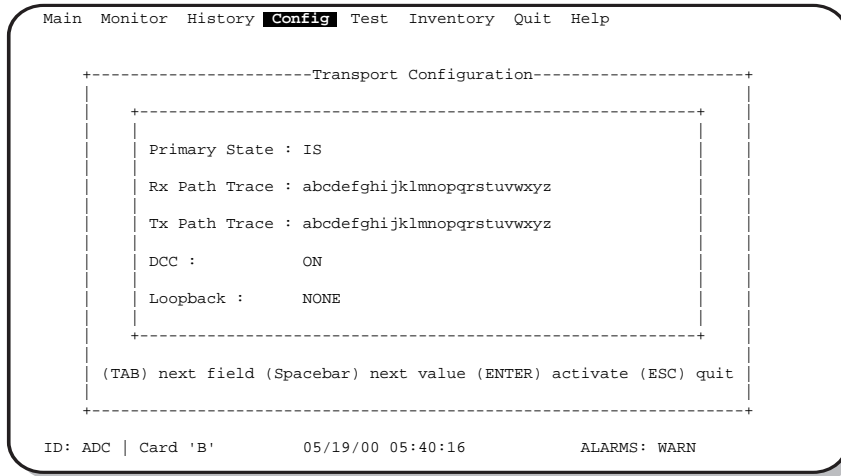 Main Monitor History Config Test Inventory Quit Help
Transport Configuration
Primary State : IS
Rx Path Trace : abcdefghijklmnopqrstuvwxyz
Tx Path Trace : abcdefghijklmnopqrstuvwxyz
DCC : ON
Loopback : NONE
(TAB) next field (Spacebar) next value (ENTER) activate (ESC) quit
ID: ADC | Card 'B' 05/19/00 05:40:16 ALARMS: WARN